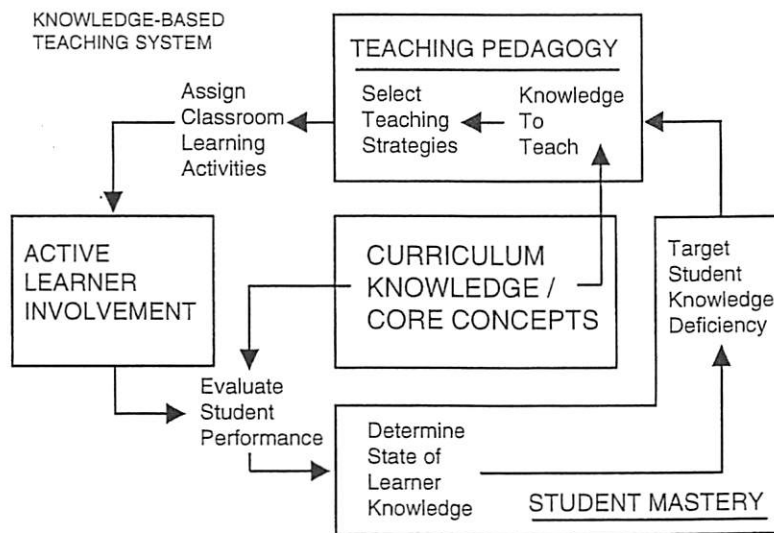 KNOWLEDGE-BASED
TEACHING SYSTEM
TEACHING PEDAGOGY
Assign
Classroom
Learning
Activities
Select
Teaching
Strategies
Knowledge
To
Teach
ACTIVE
LEARNER
INVOLVEMENT
CURRICULUM
KNOWLEDGE /
CORE CONCEPTS
Target
Student
Knowledge
Deficiency
Evaluate
Student
Performance
Determine
State of
Learner
Knowledge
STUDENT MASTERY